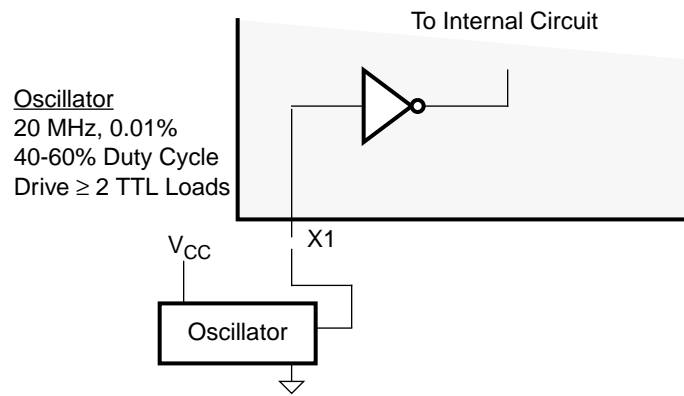 To Internal Circuit
Oscillator
20 MHz, 0.01%
40-60% Duty Cycle
Drive ≥ 2 TTL Loads
X1
VCC
Oscillator